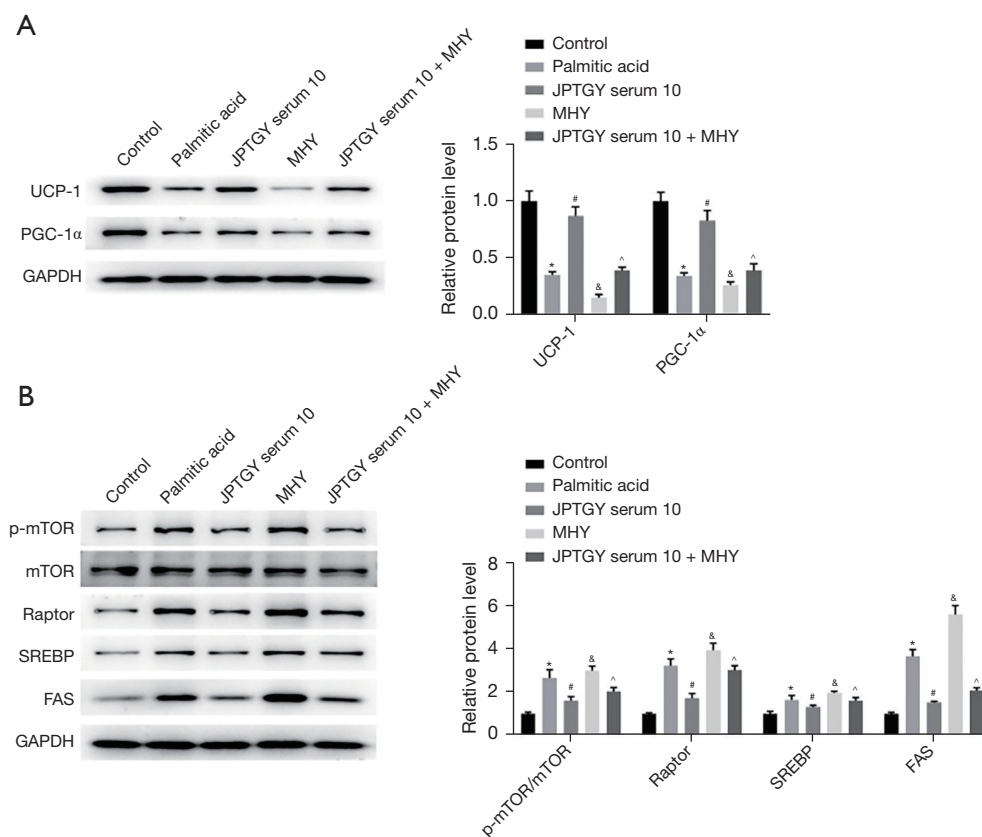 A
Control
Palmitic acid
JPTGY serum 10
MHY
JPTGY serum 10 + MHY
UCP-1
PGC-1α
GAPDH
Control
Palmitic acid
JPTGY serum 10
MHY
JPTGY serum 10 + MHY
Relative protein level
1.5
1.0
0.5
0.0
* # & ^
* # & ^
UCP-1
PGC-1α
B
Control
Palmitic acid
JPTGY serum 10
MHY
JPTGY serum 10 + MHY
p-mTOR
mTOR
Raptor
SREBP
FAS
GAPDH
Control
Palmitic acid
JPTGY serum 10
MHY
JPTGY serum 10 + MHY
Relative protein level
8
6
4
2
0
* # & ^
* # & ^
* # & ^
* # & ^
p-mTOR/mTOR
Raptor
SREBP
FAS